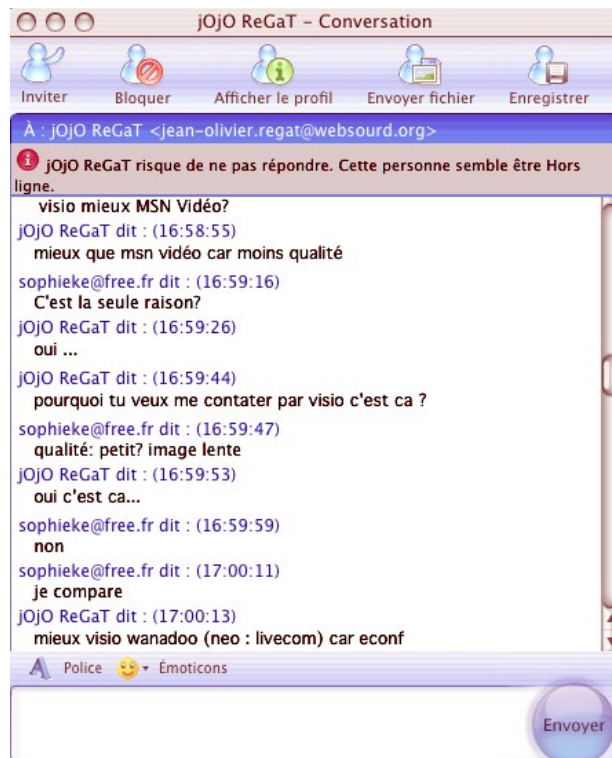 jOjO ReGaT – Conversation
Inviter Bloquer Afficher le profil Envoyer fichier Enregistrer
À : jOjO ReGaT <jean-olivier.regat@websourd.org>
jOjO ReGaT risque de ne pas répondre. Cette personne semble être Hors
ligne.
visio mieux MSN Vidéo?
jOjO ReGaT dit : (16:58:55)
mieux que msn vidéo car moins qualité
sophieke@free.fr dit : (16:59:16)
C'est la seule raison?
jOjO ReGaT dit : (16:59:26)
oui ...
jOjO ReGaT dit : (16:59:44)
pourquoi tu veux me contater par visio c'est ca ?
sophieke@free.fr dit : (16:59:47)
qualité: petit? image lente
jOjO ReGaT dit : (16:59:53)
oui c'est ca...
sophieke@free.fr dit : (16:59:59)
non
sophieke@free.fr dit : (17:00:11)
je compare
jOjO ReGaT dit : (17:00:13)
mieux visio wanadoo (neo : livecom) car econf
A Police Émoticons
Envoyer